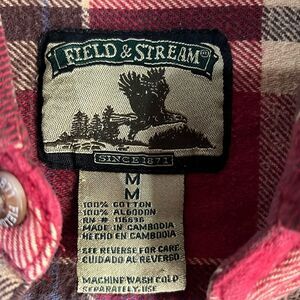 FIELD & STREAM
SINCE 1871
M
M
100% COTTON
100% ALGODON
RN # 116696
MADE IN CAMBODIA
HECHO EN CAMBODIA
SEE REVERSE FOR CARE
CUIDADO AL REVERSO
MACHINE WASH COLD
SEPARATELY. USE